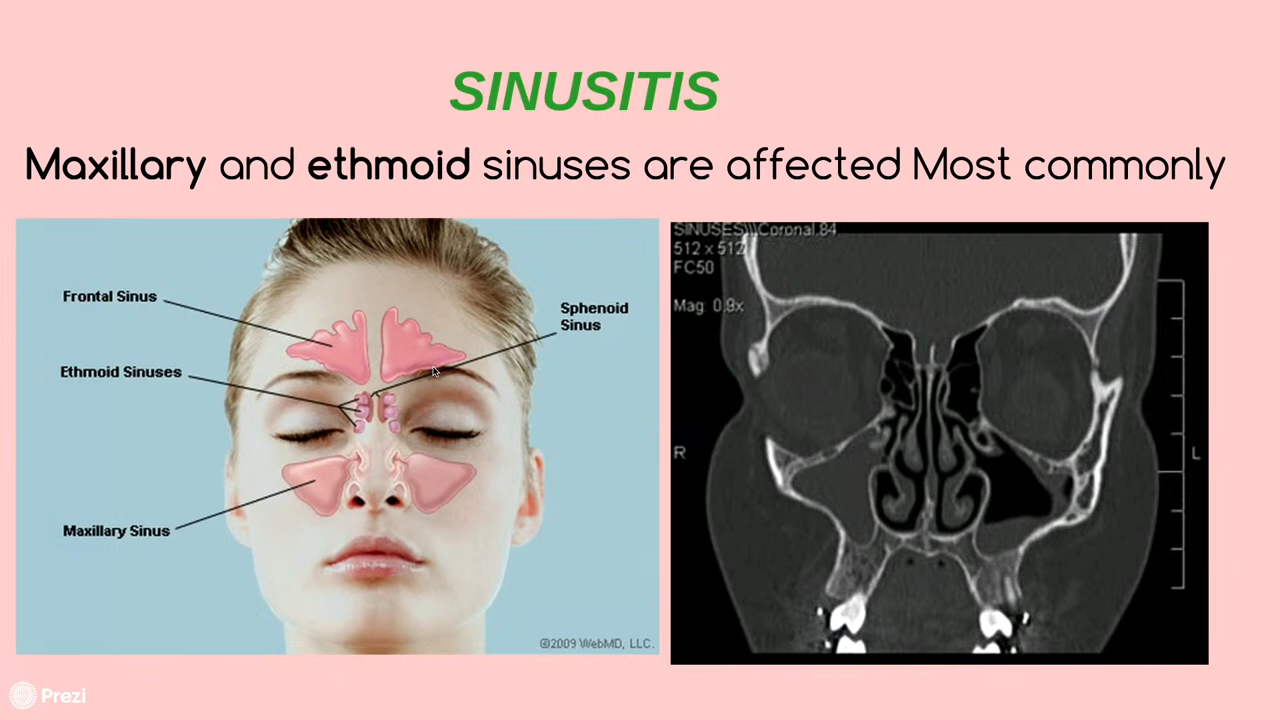 SINUSITIS
Maxillary and ethmoid sinuses are affected Most commonly
Frontal Sinus
Sphenoid
Sinus
Ethmoid Sinuses
Maxillary Sinus
©2009 WebMD, LLC.
SINUSES\\\Coronal.84
512 x 512
FC50
Mag: 0.9x
R
L
Prezi